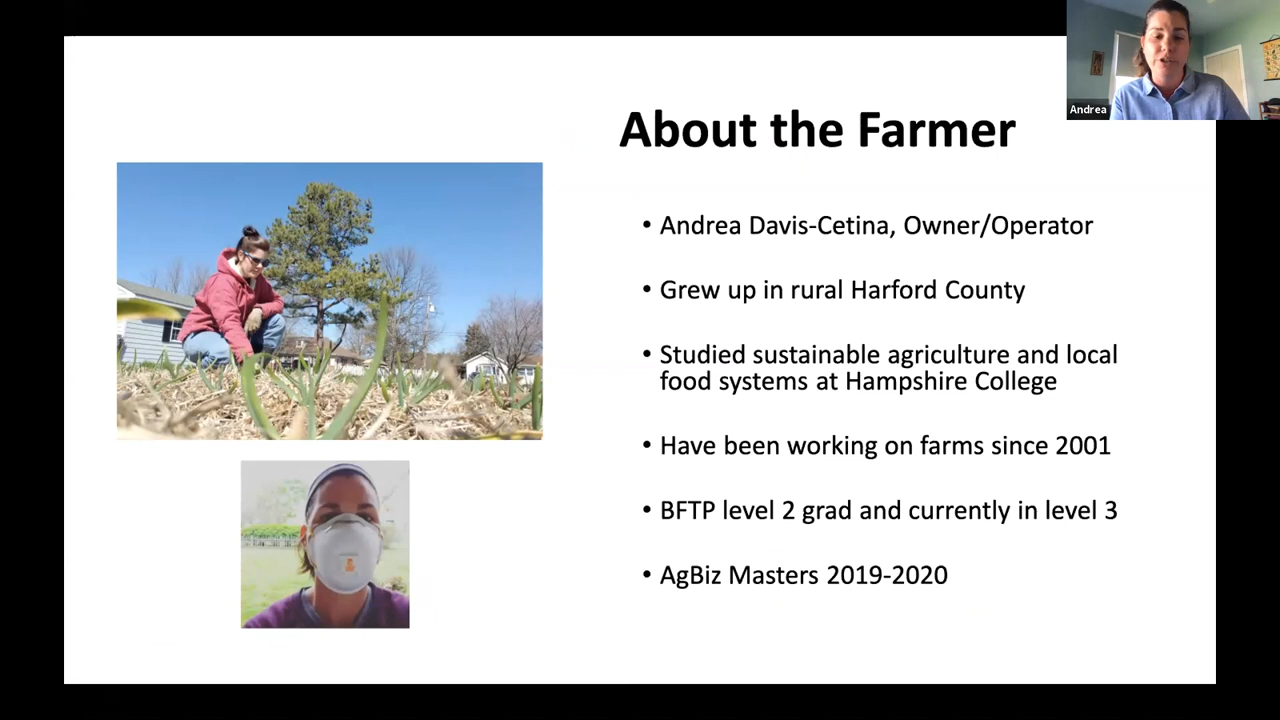 Andrea
About the Farmer
• Andrea Davis-Cetina, Owner/Operator
• Grew up in rural Harford County
• Studied sustainable agriculture and local
food systems at Hampshire College
• Have been working on farms since 2001
• BFTP level 2 grad and currently in level 3
• AgBiz Masters 2019-2020